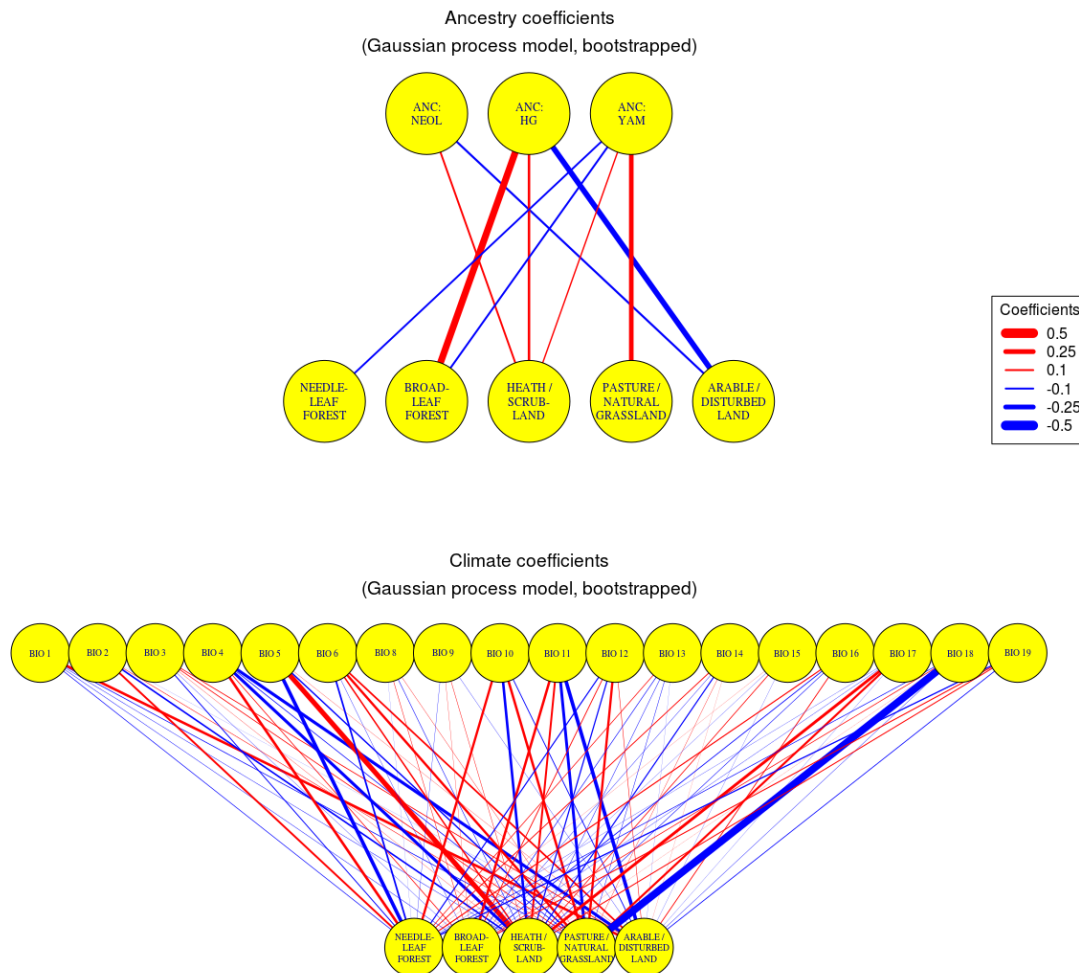 Ancestry coefficients
(Gaussian process model, bootstrapped)
ANC:
NEOL
ANC:
HG
ANC:
YAM
NEEDLE-
LEAF
FOREST
BROAD-
LEAF
FOREST
HEATH /
SCRUB-
LAND
PASTURE /
NATURAL
GRASSLAND
ARABLE /
DISTURBED
LAND
Coefficients
0.5
0.25
0.1
-0.1
-0.25
-0.5
Climate coefficients
(Gaussian process model, bootstrapped)
BIO 1
BIO 2
BIO 3
BIO 4
BIO 5
BIO 6
BIO 8
BIO 9
BIO 10
BIO 11
BIO 12
BIO 13
BIO 14
BIO 15
BIO 16
BIO 17
BIO 18
BIO 19
NEEDLE-
LEAF
FOREST
BROAD-
LEAF
FOREST
HEATH /
SCRUB-
LAND
PASTURE /
NATURAL
GRASSLAND
ARABLE /
DISTURBED
LAND